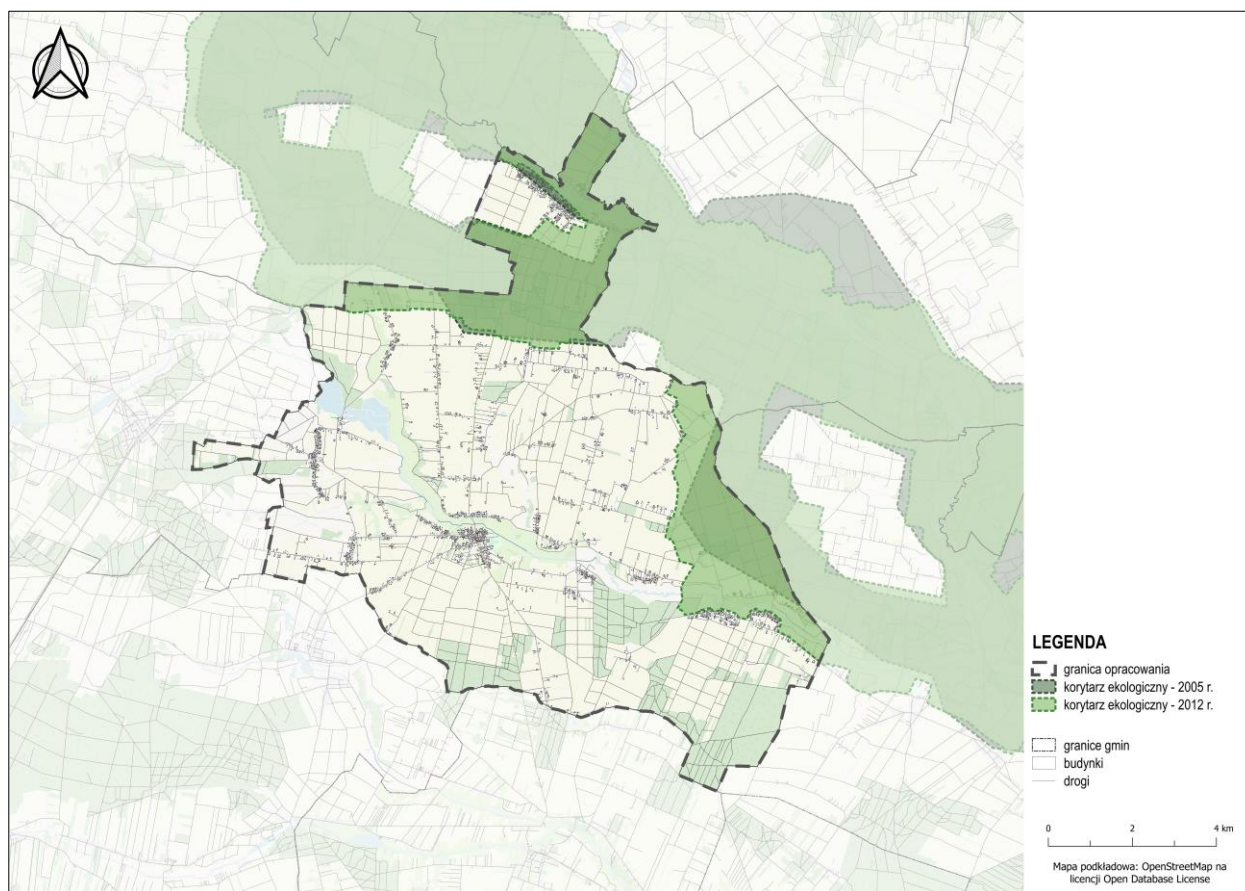 LEGENDA
granica opracowania
korytarz ekologiczny - 2005 r.
korytarz ekologiczny - 2012 r.
granice gmin
budynki
drogi
0 2 4 km
Mapa podkładowa: OpenStreetMap na
licencji Open Database License